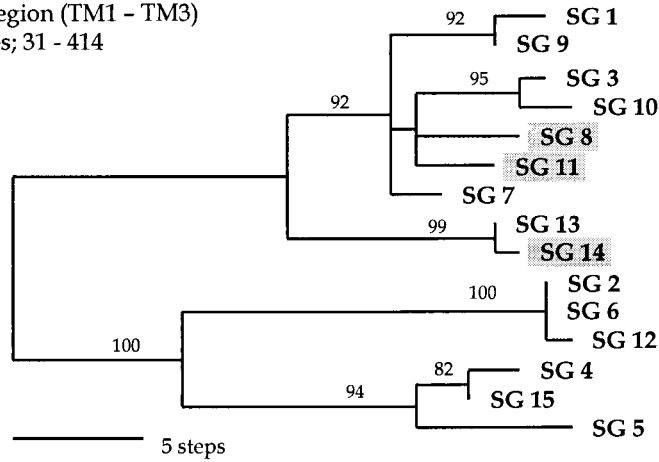 egion (TM1 – TM3)
s; 31 - 414
92
SG 1
SG 9
95
SG 3
SG 10
92
SG 8
SG 11
SG 7
99
SG 13
SG 14
100
SG 2
SG 6
SG 12
100
82
SG 4
94
SG 15
SG 5
5 steps